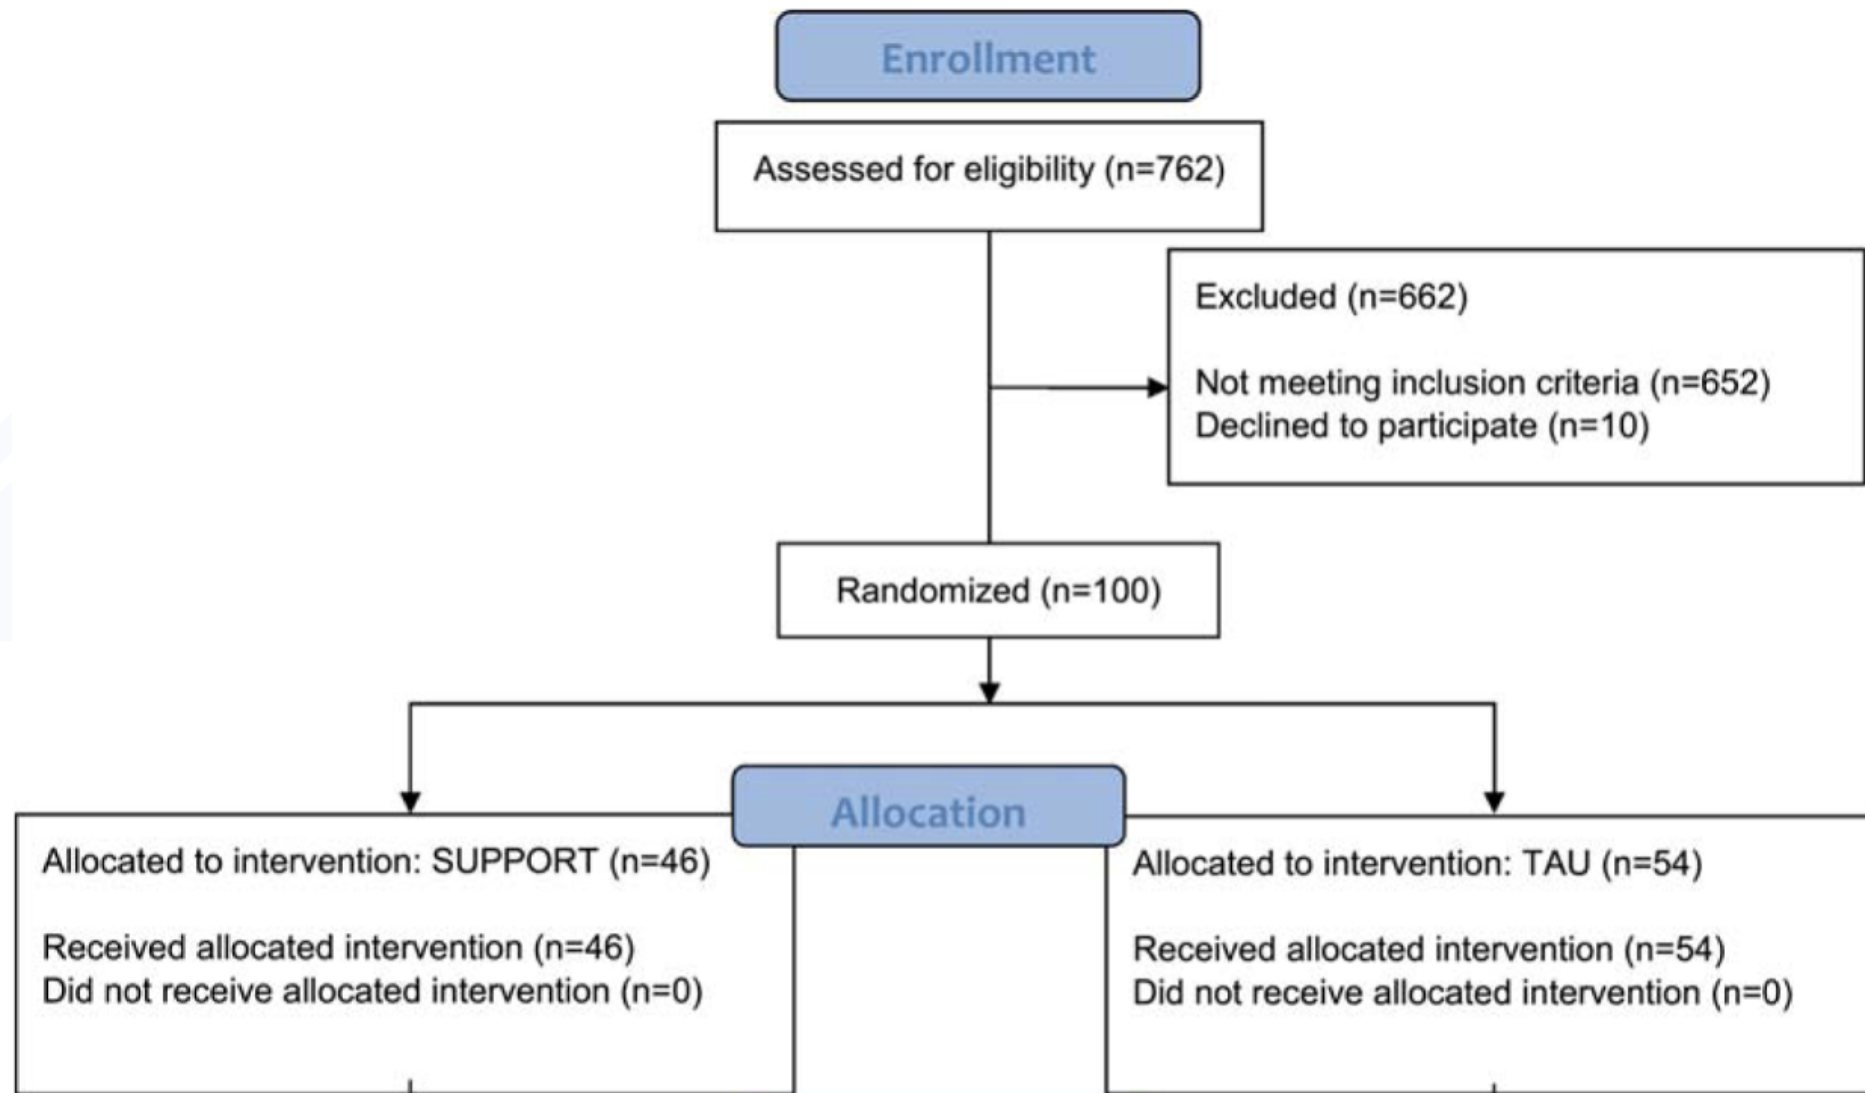 Enrollment
Assessed for eligibility (n=762)
Excluded (n=662)
Not meeting inclusion criteria (n=652)
Declined to participate (n=10)
Randomized (n=100)
Allocation
Allocated to intervention: SUPPORT (n=46)
Received allocated intervention (n=46)
Did not receive allocated intervention (n=0)
Allocated to intervention: TAU (n=54)
Received allocated intervention (n=54)
Did not receive allocated intervention (n=0)